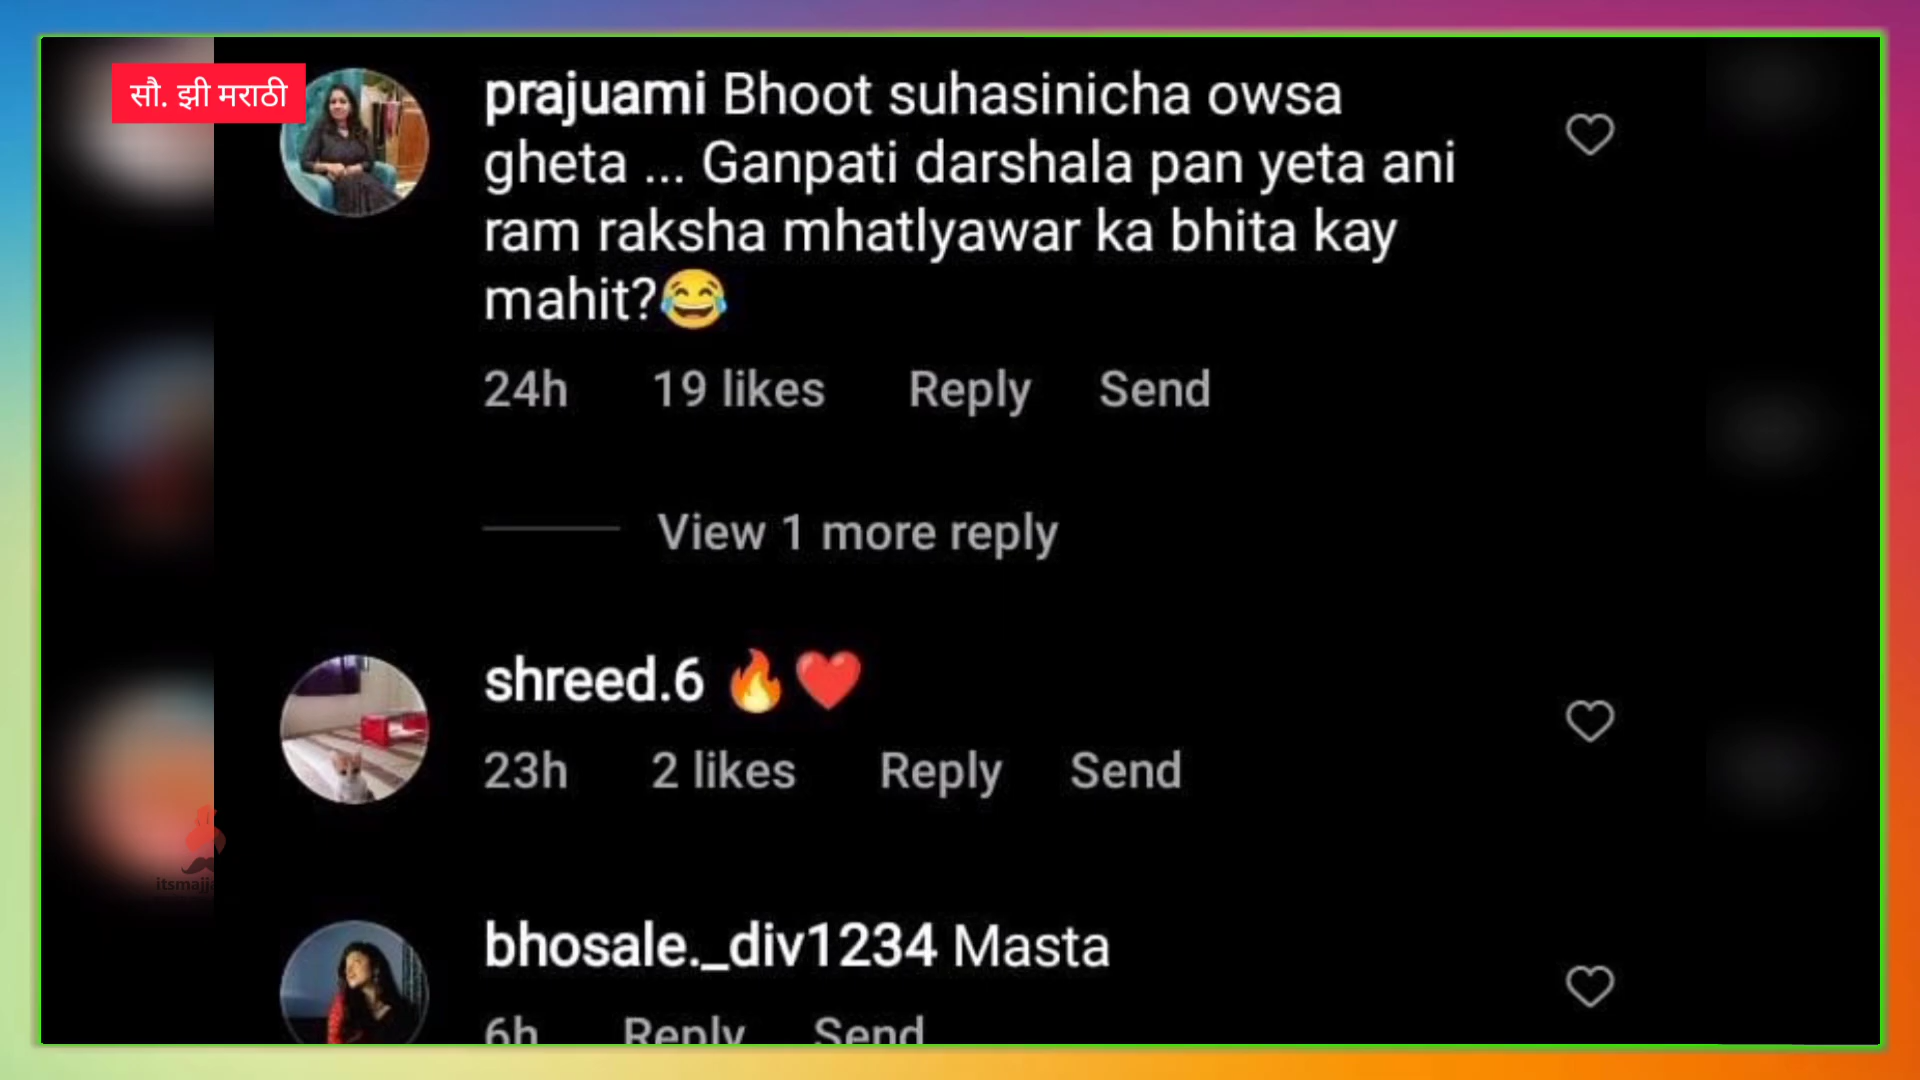 सौ. झी मराठी
prajuami Bhoot suhasinicha owsa
gheta ... Ganpati darshala pan yeta ani
ram raksha mhatlyawar ka bhita kay
mahit?😂
24h 19 likes Reply Send
View 1 more reply
shreed.6 🔥❤️
23h 2 likes Reply Send
itsmajja
bhosale._div1234 Masta
6h Reply Send